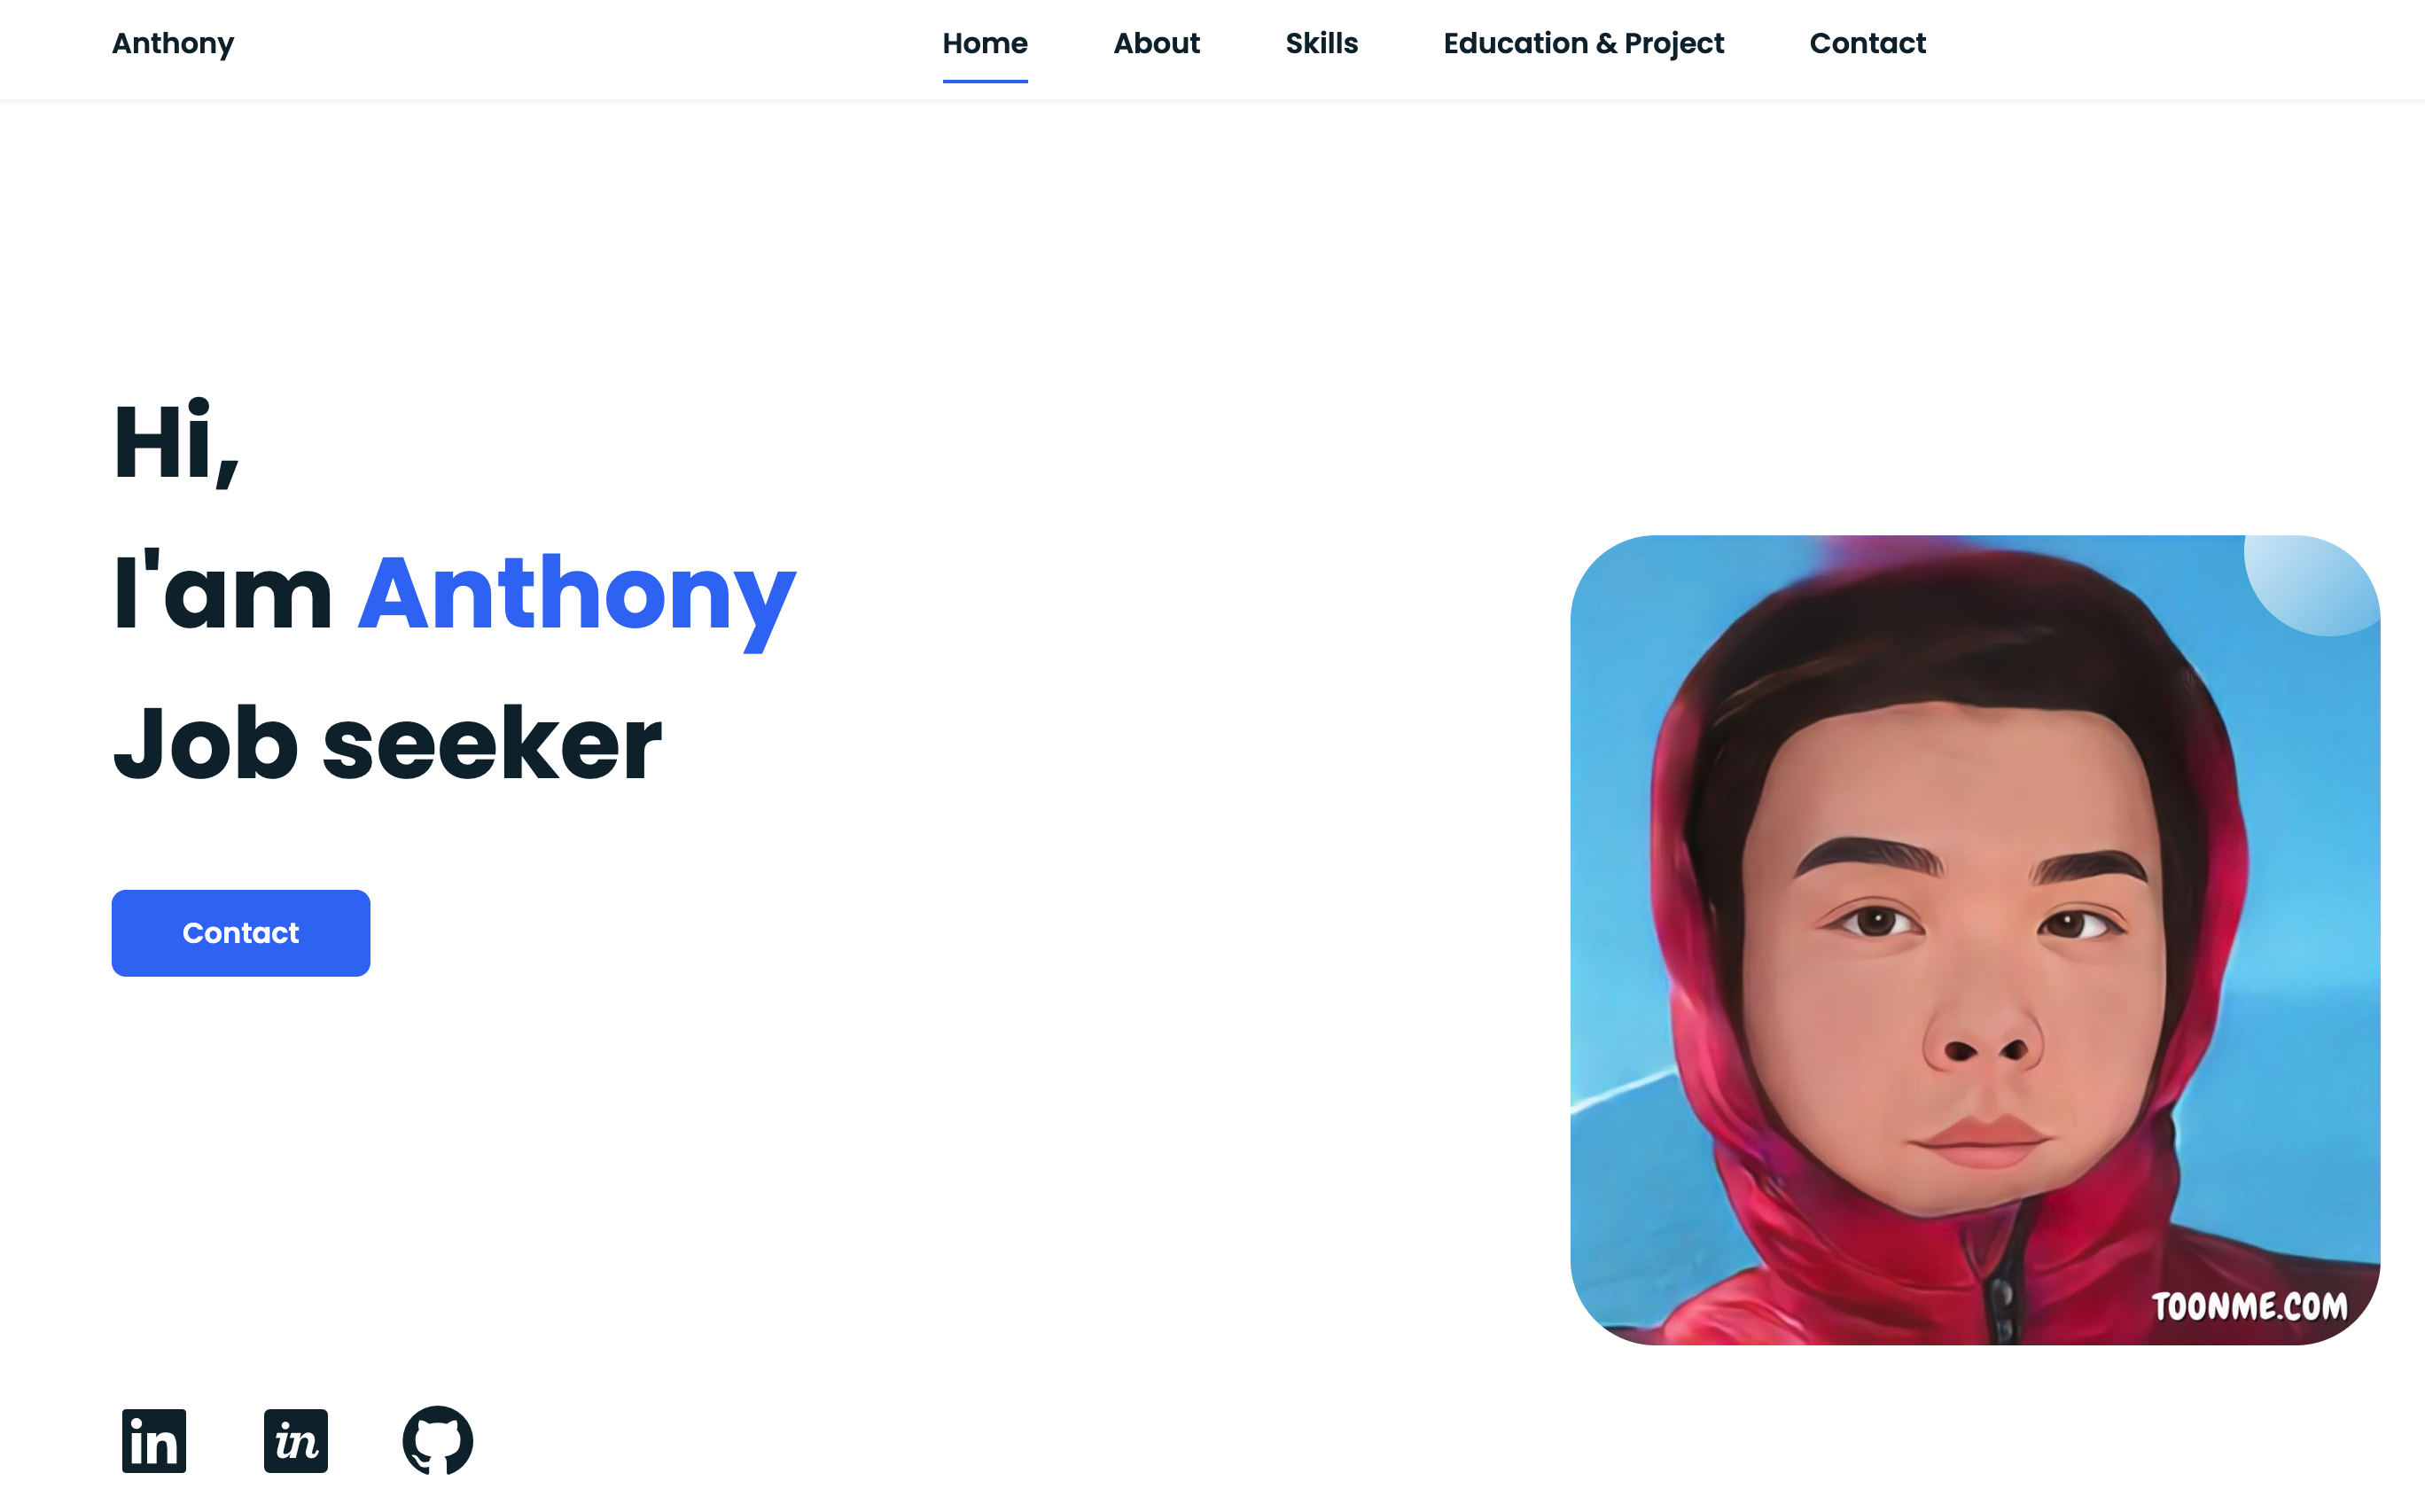 Anthony Home About Skills Education & Project Contact
Hi,
I'am Anthony
Job seeker
Contact
TOONME.COM
in in